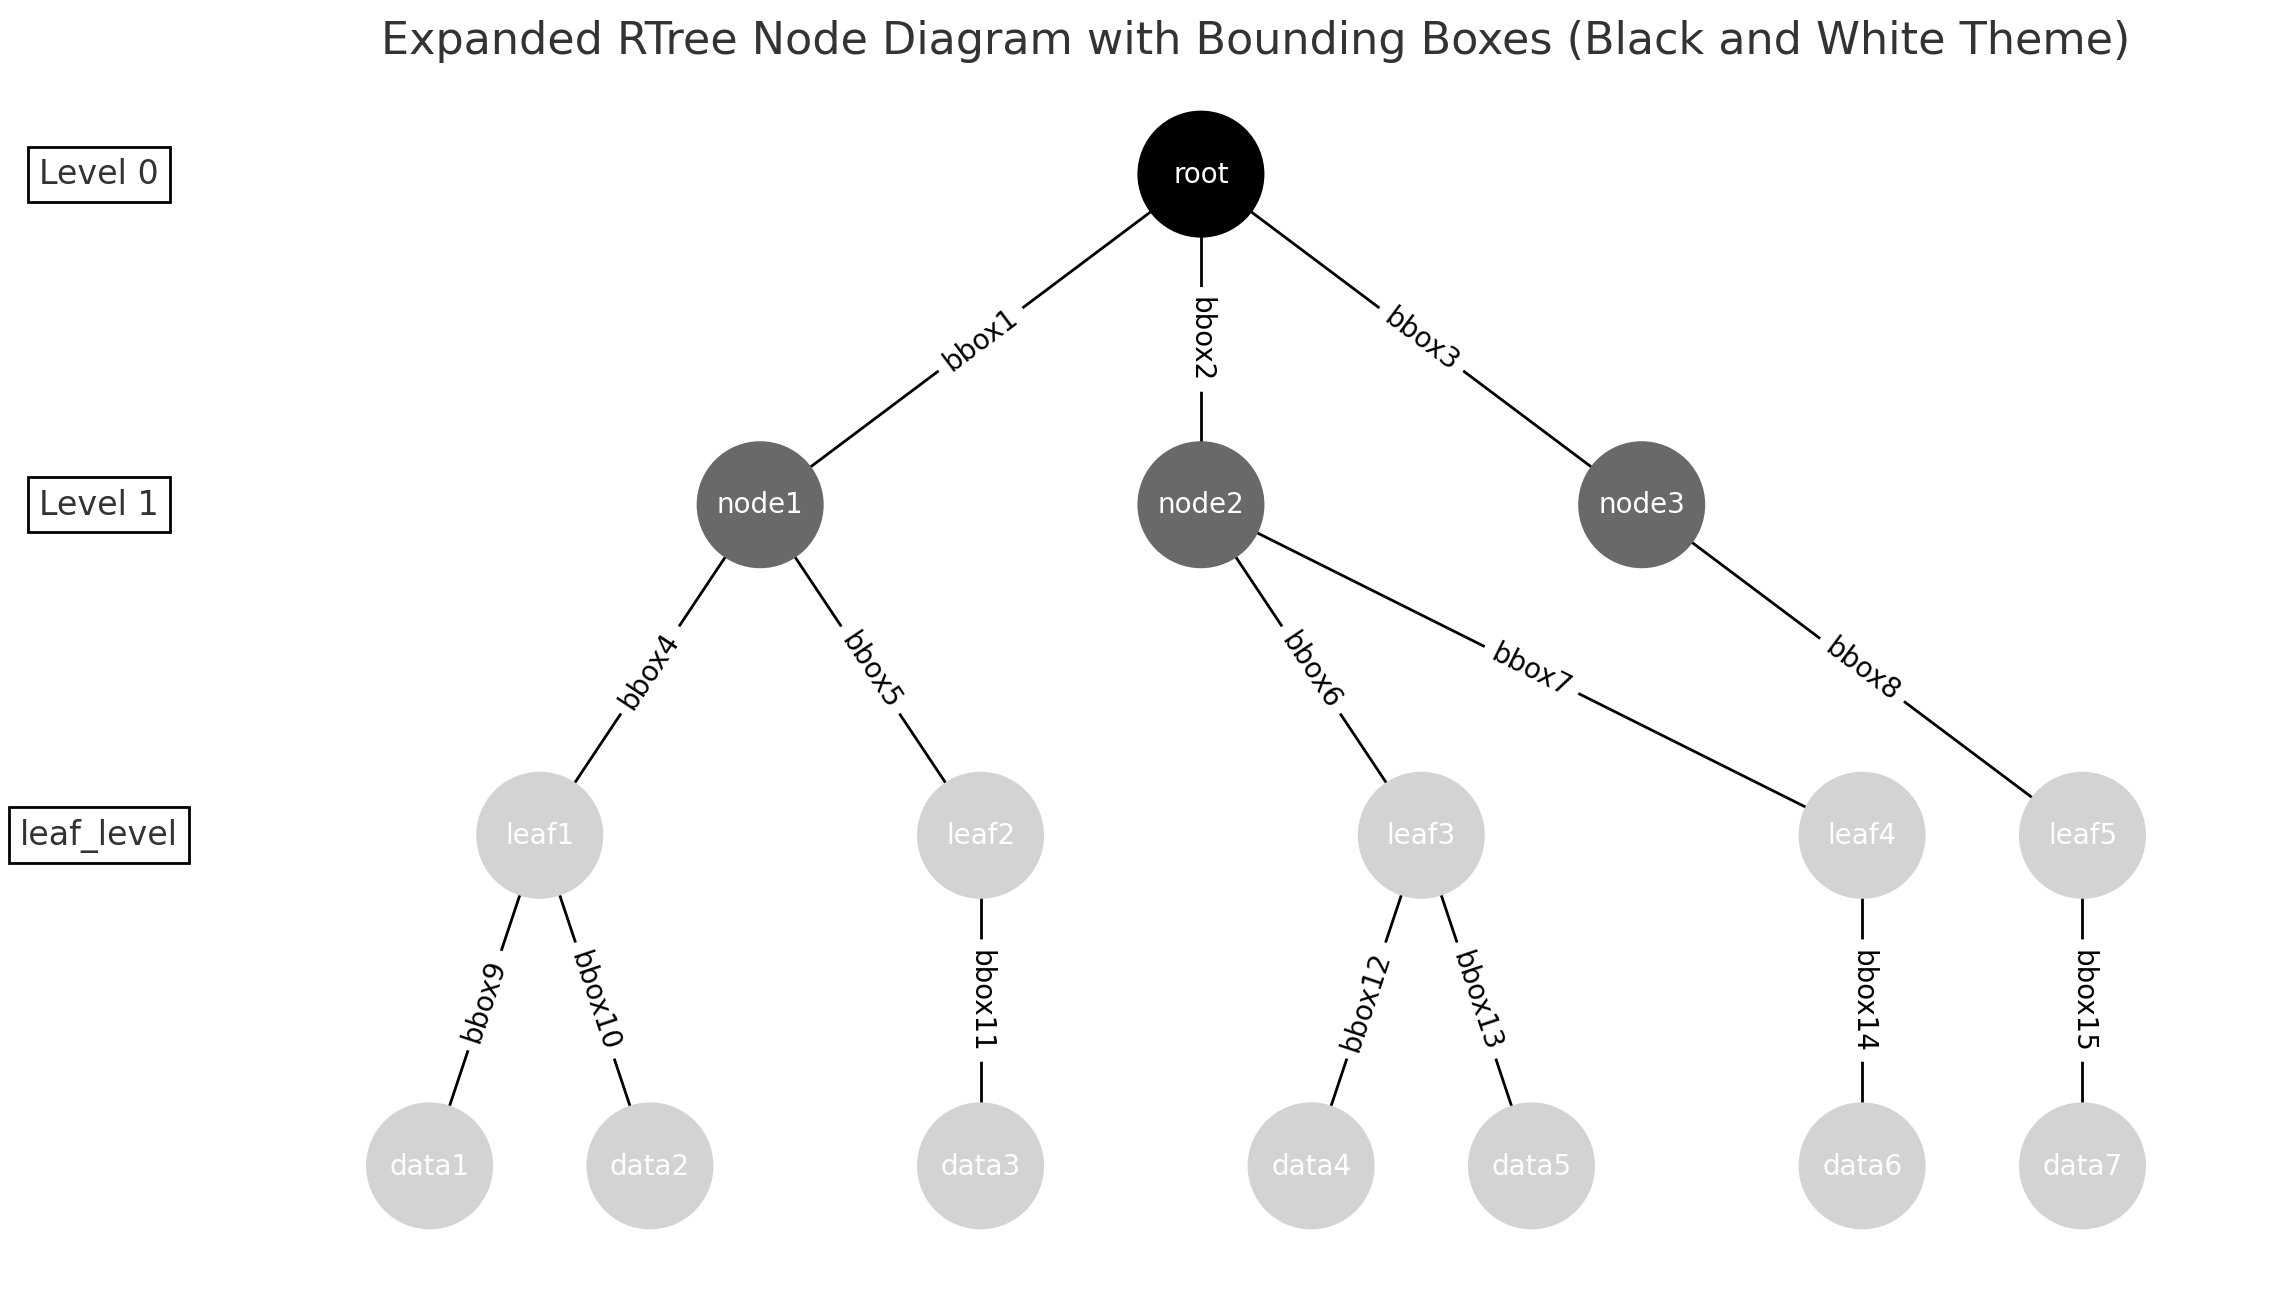 Expanded RTree Node Diagram with Bounding Boxes (Black and White Theme)
Level 0
root
bbox1
bbox2
bbox3
Level 1
node1
node2
node3
bbox4
bbox5
bbox6
bbox7
bbox8
leaf_level
leaf1
leaf2
leaf3
leaf4
leaf5
bbox9
bbox10
bbox11
bbox12
bbox13
bbox14
bbox15
data1
data2
data3
data4
data5
data6
data7